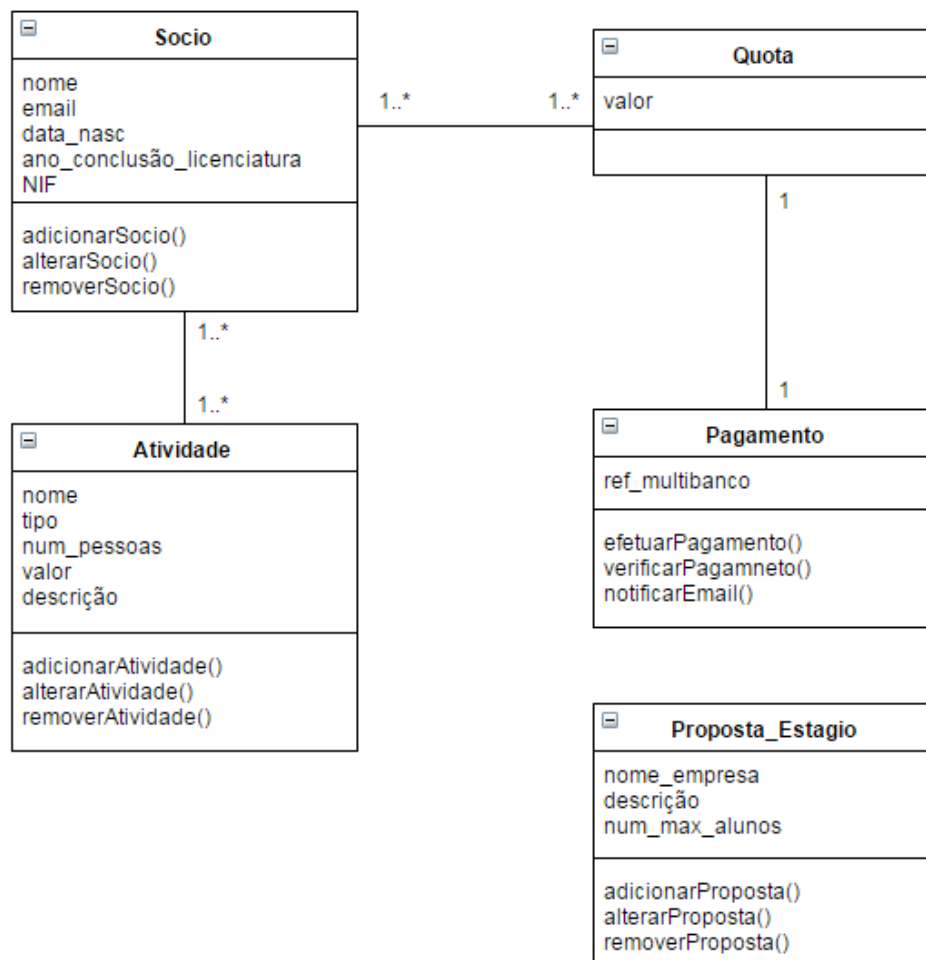 Socio
nome
email
data_nasc
ano_conclusão_licenciatura
NIF
adicionarSocio()
alterarSocio()
removerSocio()
1..*
1..*
Quota
valor
1
1
1..*
1..*
Atividade
nome
tipo
num_pessoas
valor
descrição
adicionarAtividade()
alterarAtividade()
removerAtividade()
Pagamento
ref_multibanco
efetuarPagamento()
verificarPagamneto()
notificarEmail()
Proposta_Estagio
nome_empresa
descrição
num_max_alunos
adicionarProposta()
alterarProposta()
removerProposta()